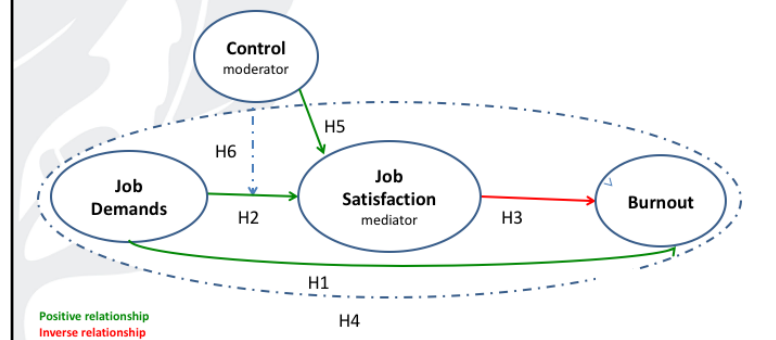 Control
moderator
H5
H6
Job
Demands
H2
Job
Satisfaction
mediator
H3
Burnout
H1
H4
Positive relationship
Inverse relationship